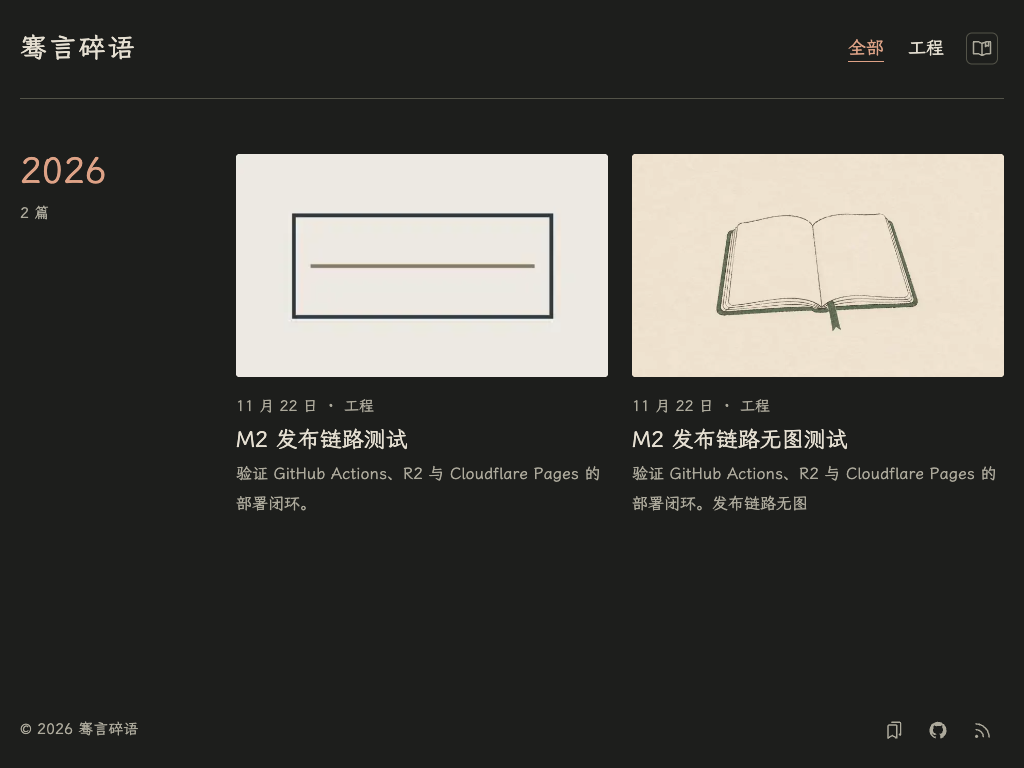 骞言碎语
全部 工程
2026
2 篇
11 月 22 日 · 工程
M2 发布链路测试
验证 GitHub Actions、R2 与 Cloudflare Pages 的
部署闭环。
11 月 22 日 · 工程
M2 发布链路无图测试
验证 GitHub Actions、R2 与 Cloudflare Pages 的
部署闭环。发布链路无图
© 2026 骞言碎语